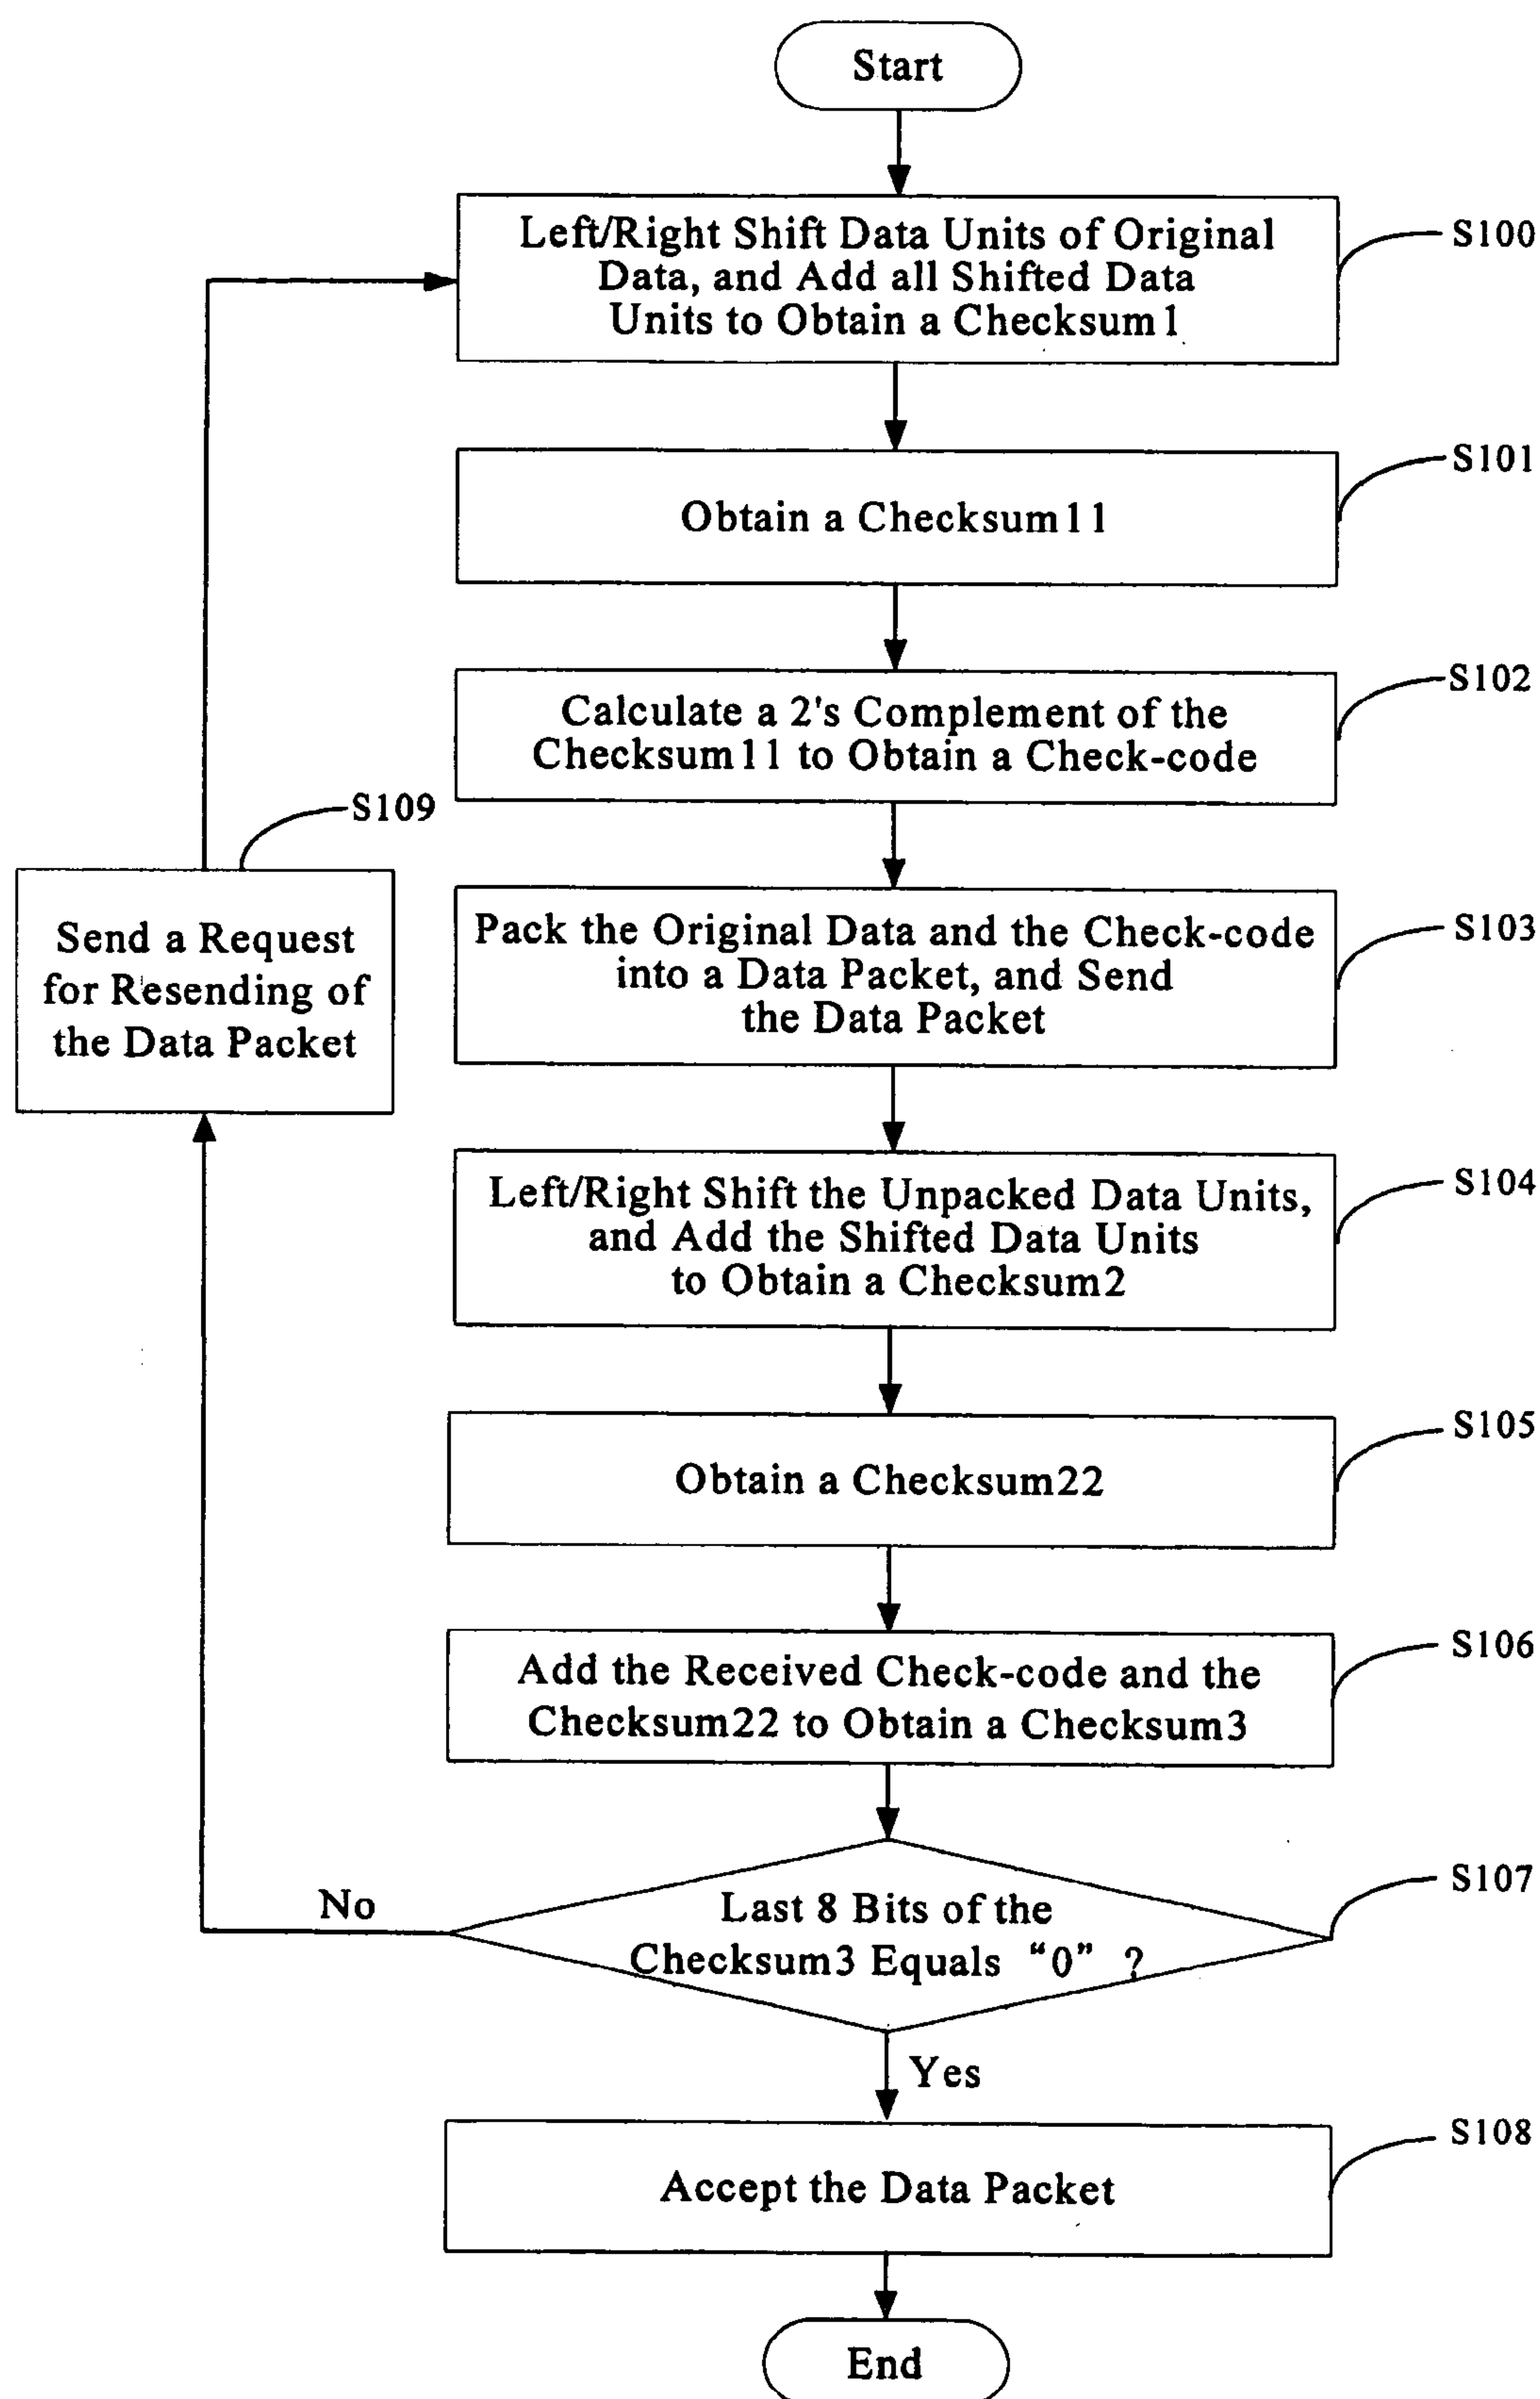 Start
Left/Right Shift Data Units of Original
Data, and Add all Shifted Data
Units to Obtain a Checksum1
S100
Obtain a Checksum11
S101
Calculate a 2's Complement of the
Checksum11 to Obtain a Check-code
S102
S109
Send a Request
for Resending of
the Data Packet
Pack the Original Data and the Check-code
into a Data Packet, and Send
the Data Packet
S103
Left/Right Shift the Unpacked Data Units,
and Add the Shifted Data Units
to Obtain a Checksum2
S104
Obtain a Checksum22
S105
Add the Received Check-code and the
Checksum22 to Obtain a Checksum3
S106
No
Last 8 Bits of the
Checksum3 Equals “0” ?
S107
Yes
Accept the Data Packet
S108
End